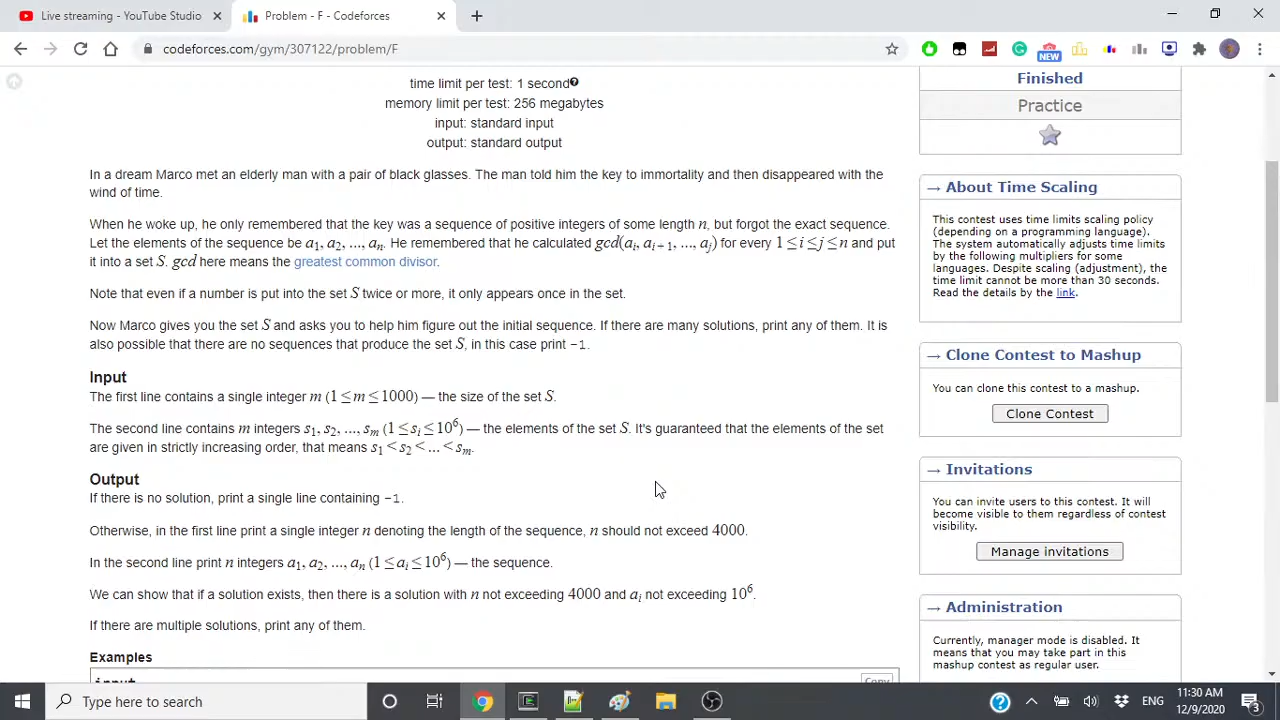 Live streaming - YouTube Studio
Problem - F - Codeforces
codeforces.com/gym/307122/problem/F
NEW
time limit per test: 1 second
memory limit per test: 256 megabytes
input: standard input
output: standard output
In a dream Marco met an elderly man with a pair of black glasses. The man told him the key to immortality and then disappeared with the
wind of time.
When he woke up, he only remembered that the key was a sequence of positive integers of some length n, but forgot the exact sequence.
Let the elements of the sequence be a1, a2, ..., an. He remembered that he calculated gcd(ai, ai + 1, ..., aj) for every 1 ≤ i ≤ j ≤ n and put
it into a set S. gcd here means the greatest common divisor.
Note that even if a number is put into the set S twice or more, it only appears once in the set.
Now Marco gives you the set S and asks you to help him figure out the initial sequence. If there are many solutions, print any of them. It is
also possible that there are no sequences that produce the set S, in this case print -1.
Input
The first line contains a single integer m (1 ≤ m ≤ 1000) — the size of the set S.
The second line contains m integers s1, s2, ..., sm (1 ≤ si ≤ 10^6) — the elements of the set S. It's guaranteed that the elements of the set
are given in strictly increasing order, that means s1 < s2 < ... < sm.
Output
If there is no solution, print a single line containing -1.
Otherwise, in the first line print a single integer n denoting the length of the sequence, n should not exceed 4000.
In the second line print n integers a1, a2, ..., an (1 ≤ ai ≤ 10^6) — the sequence.
We can show that if a solution exists, then there is a solution with n not exceeding 4000 and ai not exceeding 10^6.
If there are multiple solutions, print any of them.
Examples
input
Copy
Finished
Practice
→ About Time Scaling
This contest uses time limits scaling policy
(depending on a programming language).
The system automatically adjusts time limits
by the following multipliers for some
languages. Despite scaling (adjustment), the
time limit cannot be more than 30 seconds.
Read the details by the link.
→ Clone Contest to Mashup
You can clone this contest to a mashup.
Clone Contest
→ Invitations
You can invite users to this contest. It will
become visible to them regardless of contest
visibility.
Manage invitations
→ Administration
Currently, manager mode is disabled. It
means that you may take part in this
mashup contest as regular user.
Type here to search
ENG
11:30 AM
12/9/2020
3